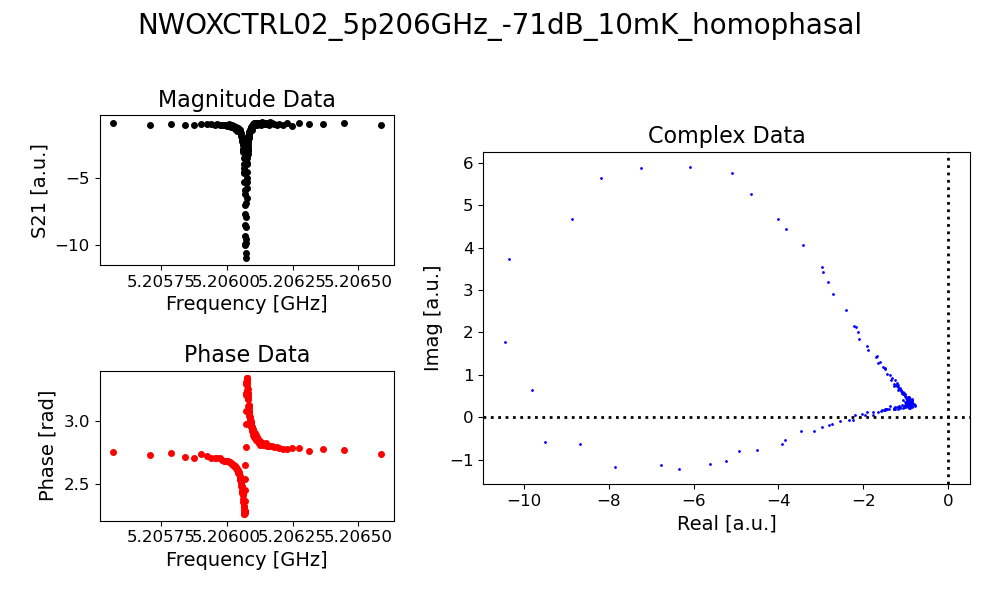 NWOXCTRL02_5p206GHz_-71dB_10mK_homophasal
Magnitude Data
S21 [a.u.]
−5
−10
5.20575 5.20600 5.20625 5.20650
Frequency [GHz]
Phase Data
Phase [rad]
3.0
2.5
5.20575 5.20600 5.20625 5.20650
Frequency [GHz]
Complex Data
Imag [a.u.]
6
5
4
3
2
1
0
−1
−10 −8 −6 −4 −2 0
Real [a.u.]